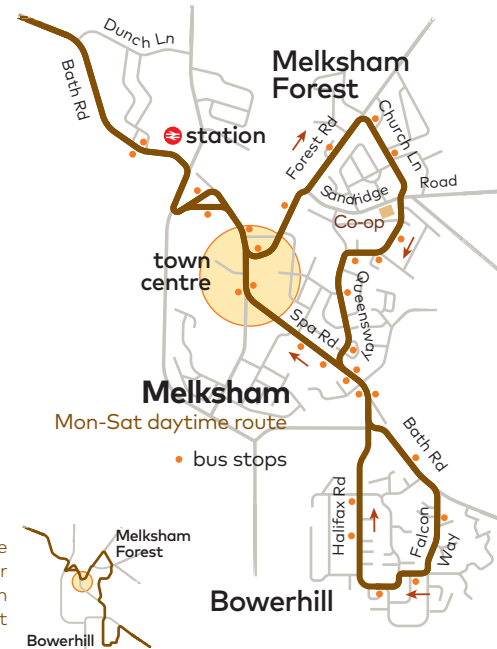 Dunch Ln
Bath Rd
Melksham
Forest
station
Forest Rd
Church Ln
Sandridge
Road
Co-op
town
centre
Queensway
Spa Rd
Melksham
Mon-Sat daytime route
bus stops
Bath Rd
Halifax Rd
Falcon
Way
Bowerhill
Melksham
Forest
e
r
n
t
Bowerhill